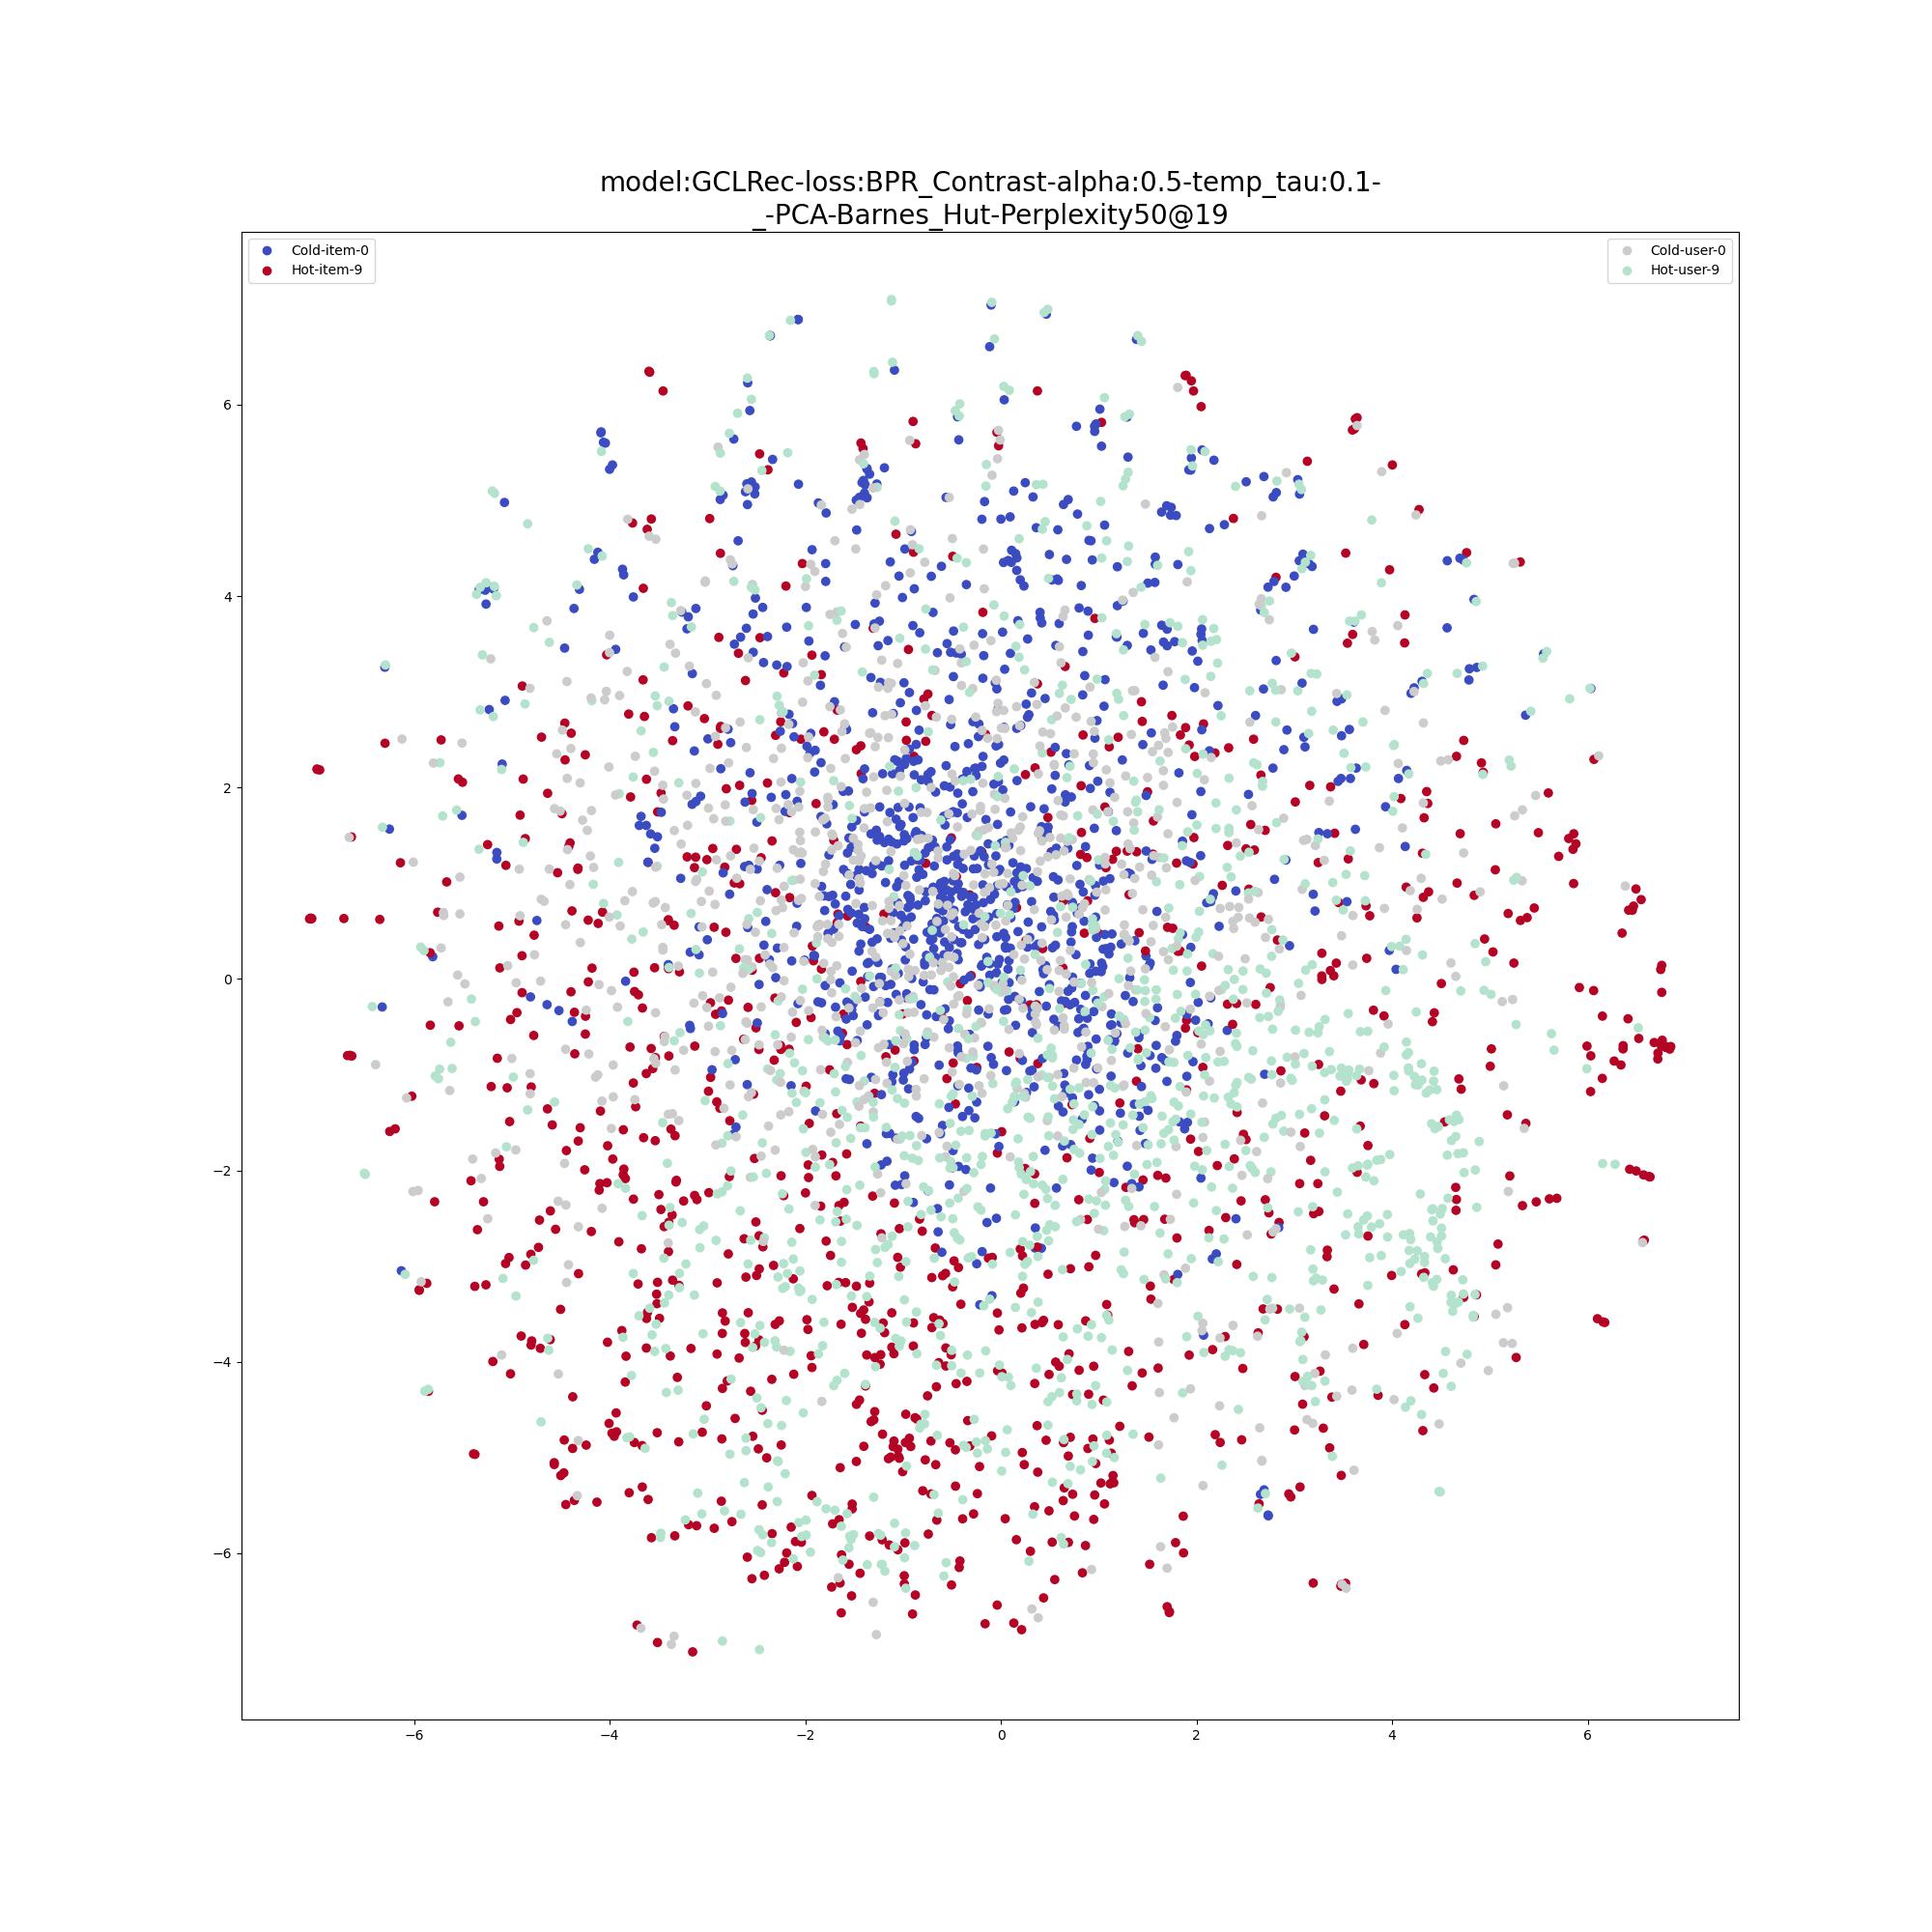 model:GCLRec-loss:BPR_Contrast-alpha:0.5-temp_tau:0.1-
_-PCA-Barnes_Hut-Perplexity50@19
Cold-item-0
Hot-item-9
Cold-user-0
Hot-user-9
6
4
2
0
−2
−4
−6
−6
−4
−2
0
2
4
6